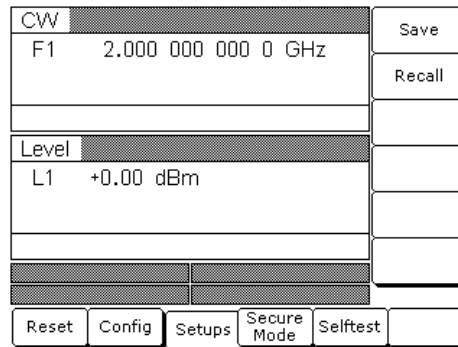 CW
F1 2.000 000 000 0 GHz
Level
L1 +0.00 dBm
Save
Recall
Reset
Config
Setups
Secure
Mode
Selftest